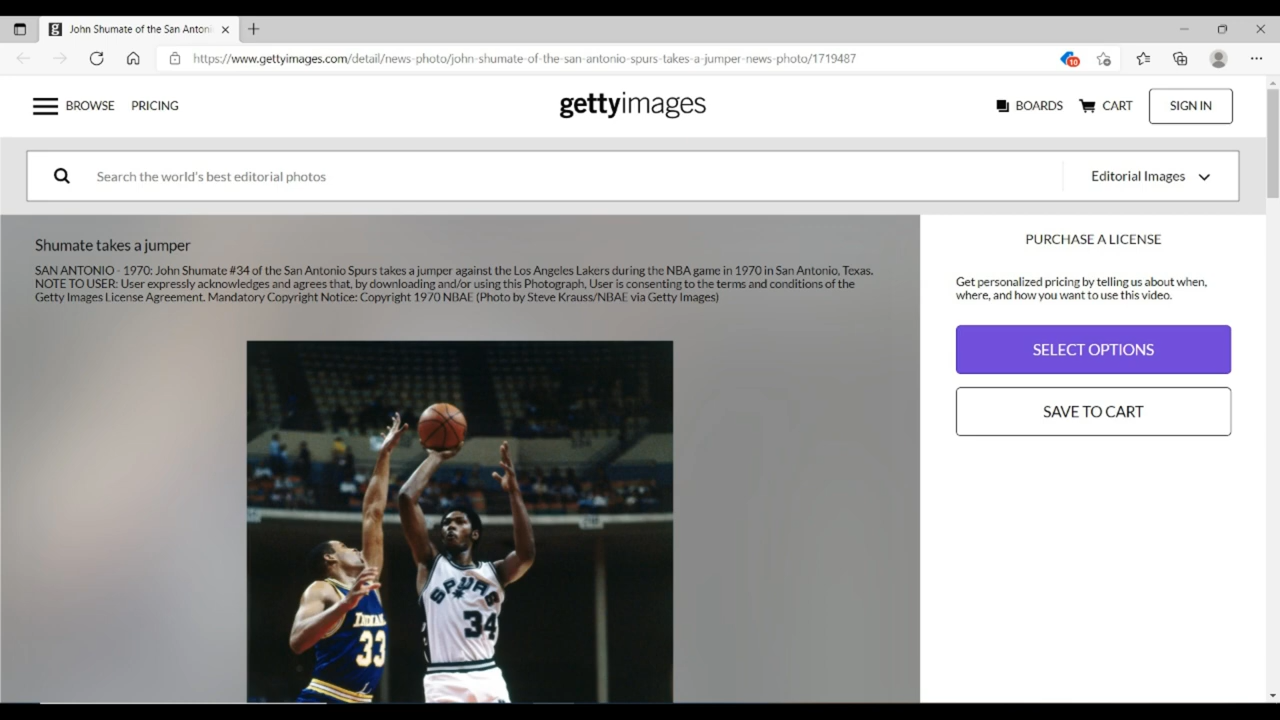 John Shumate of the San Antoni
https://www.gettyimages.com/detail/news-photo/john-shumate-of-the-san-antonio-spurs-takes-a-jumper-news-photo/1719487
10
BROWSE PRICING gettyimages BOARDS CART SIGN IN
Search the world's best editorial photos Editorial Images
Shumate takes a jumper
SAN ANTONIO - 1970: John Shumate #34 of the San Antonio Spurs takes a jumper against the Los Angeles Lakers during the NBA game in 1970 in San Antonio, Texas.
NOTE TO USER: User expressly acknowledges and agrees that, by downloading and/or using this Photograph, User is consenting to the terms and conditions of the
Getty Images License Agreement. Mandatory Copyright Notice: Copyright 1970 NBAE (Photo by Steve Krauss/NBAE via Getty Images)
PURCHASE A LICENSE
Get personalized pricing by telling us about when,
where, and how you want to use this video.
SELECT OPTIONS
SAVE TO CART
SPURS
34
33